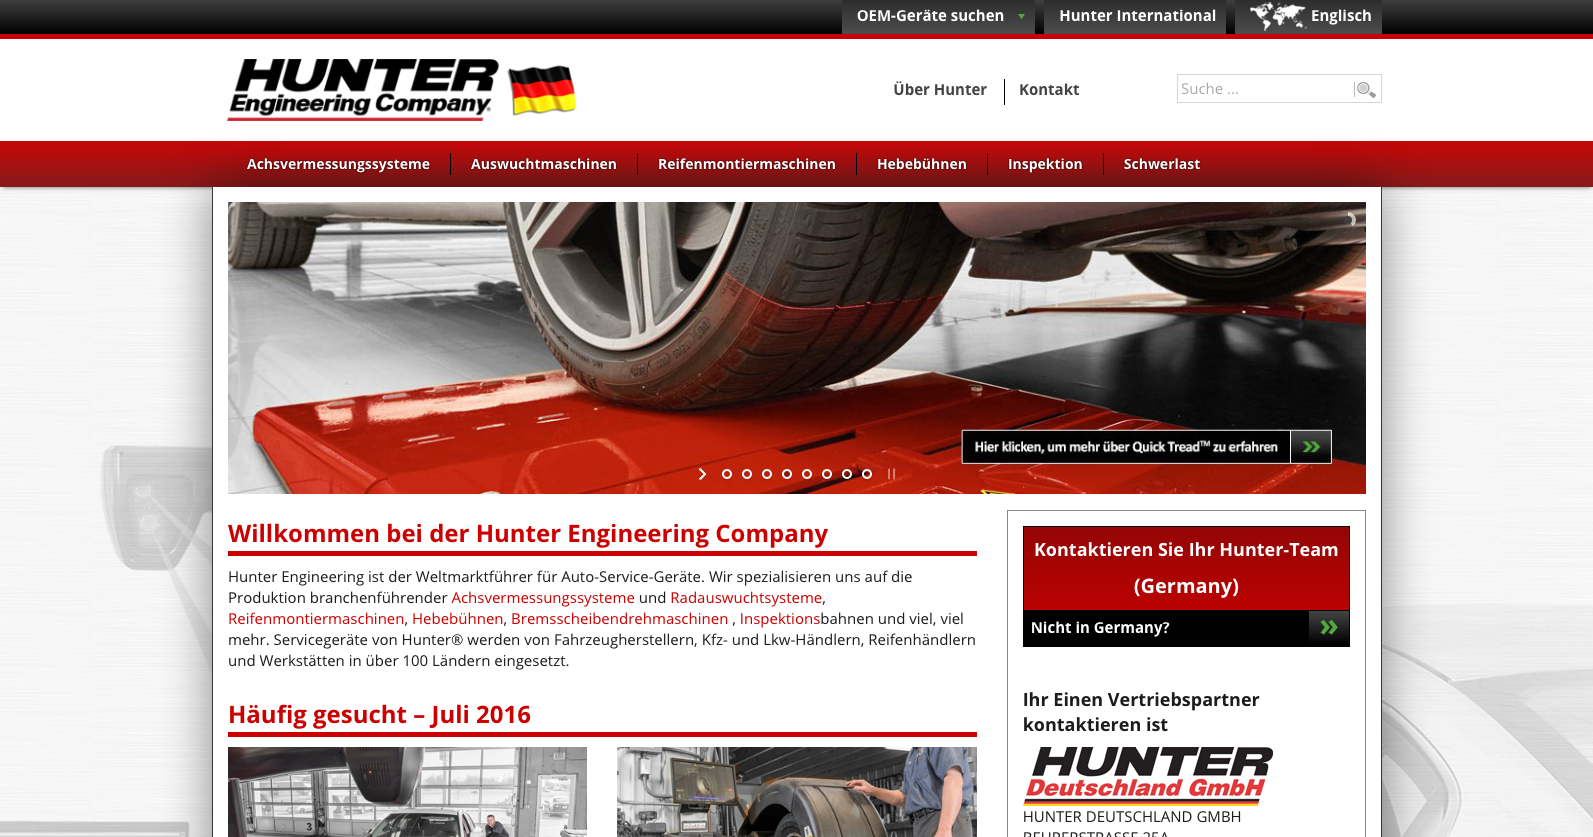 OEM-Geräte suchen
Hunter International
Englisch
HUNTER
Engineering Company
Über Hunter
Kontakt
Suche ...
Achsvermessungssysteme
Auswuchtmaschinen
Reifenmontiermaschinen
Hebebühnen
Inspektion
Schwerlast
Hier klicken, um mehr über Quick Tread™ zu erfahren
Willkommen bei der Hunter Engineering Company
Hunter Engineering ist der Weltmarktführer für Auto-Service-Geräte. Wir spezialisieren uns auf die
Produktion branchenführender Achsvermessungssysteme und Radauswuchtsysteme,
Reifenmontiermaschinen, Hebebühnen, Bremsscheibendrehmaschinen , Inspektionsbahnen und viel, viel
mehr. Servicegeräte von Hunter® werden von Fahrzeugherstellern, Kfz- und Lkw-Händlern, Reifenhändlern
und Werkstätten in über 100 Ländern eingesetzt.
Häufig gesucht – Juli 2016
3
Kontaktieren Sie Ihr Hunter-Team
(Germany)
Nicht in Germany?
Ihr Einen Vertriebspartner
kontaktieren ist
HUNTER
Deutschland GmbH
HUNTER DEUTSCHLAND GMBH